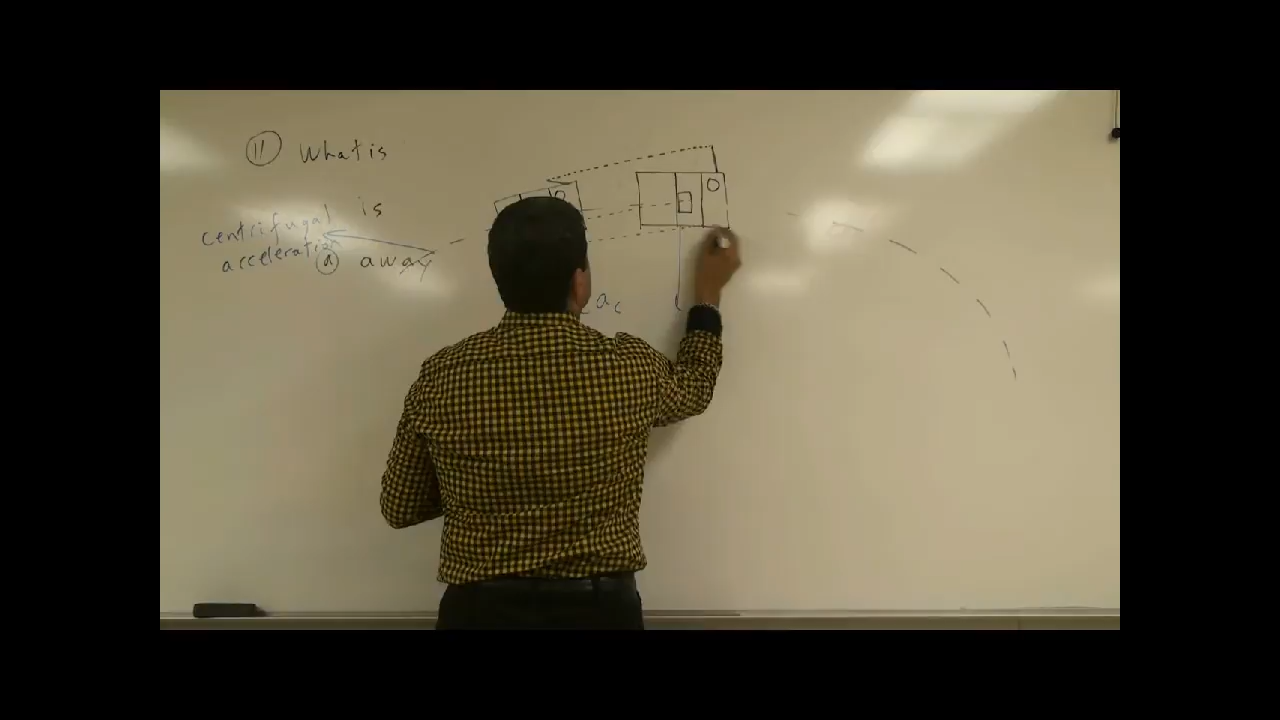 11 What is
is
centrifugal
acceleration
a away
a c